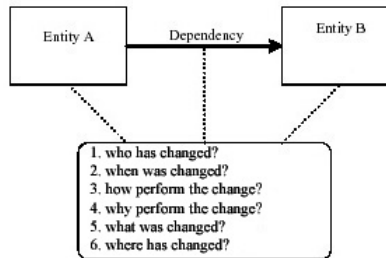 Entity A
Dependency
Entity B
1. who has changed?
2. when was changed?
3. how perform the change?
4. why perform the change?
5. what was changed?
6. where has changed?